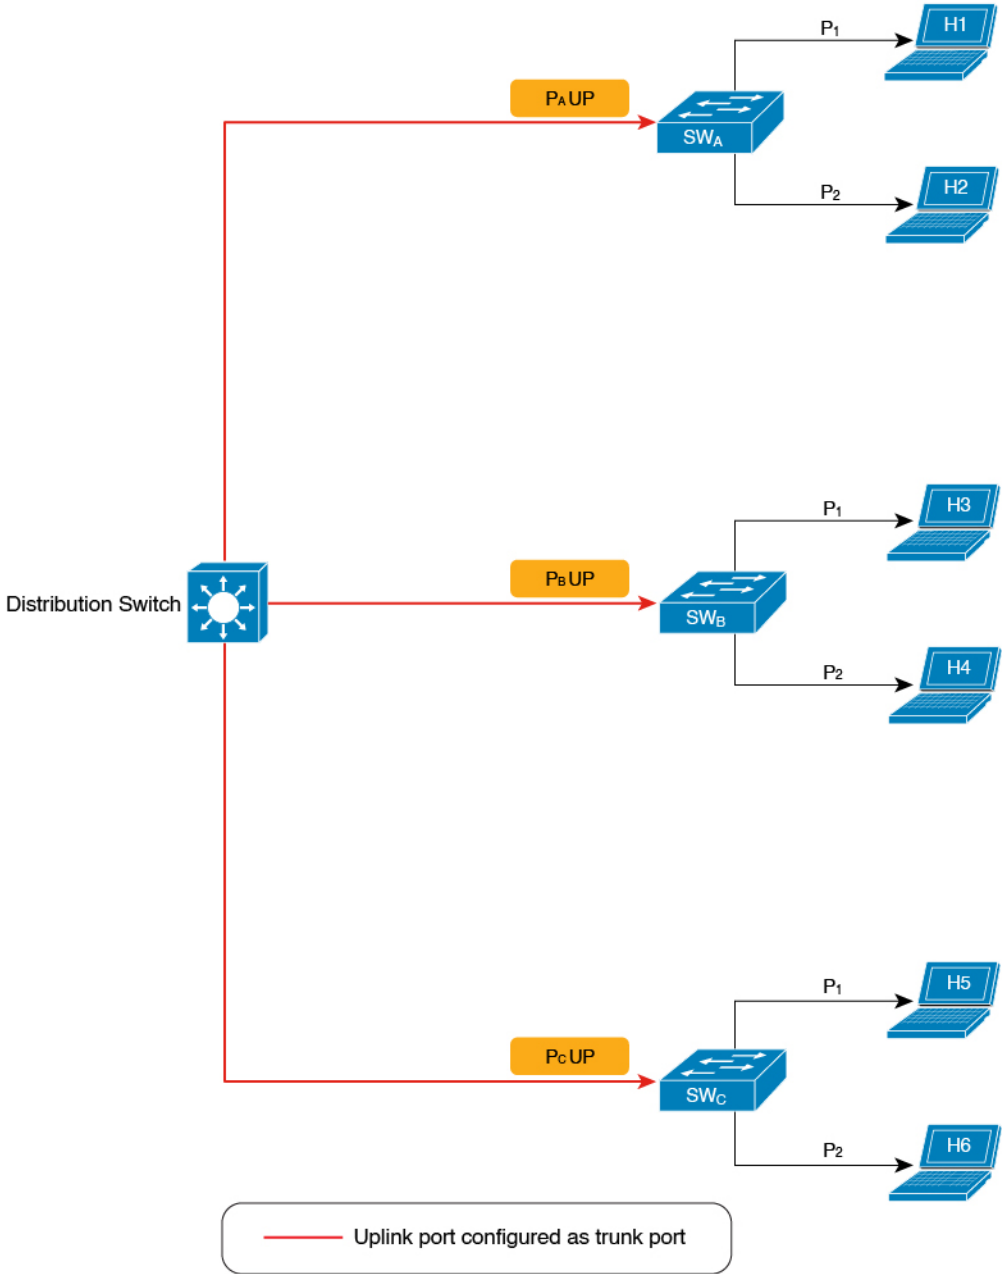 P1
H1
PA UP
SWA
P2
H2
P1
H3
Distribution Switch
PB UP
SWB
P2
H4
P1
H5
PC UP
SWC
P2
H6
Uplink port configured as trunk port